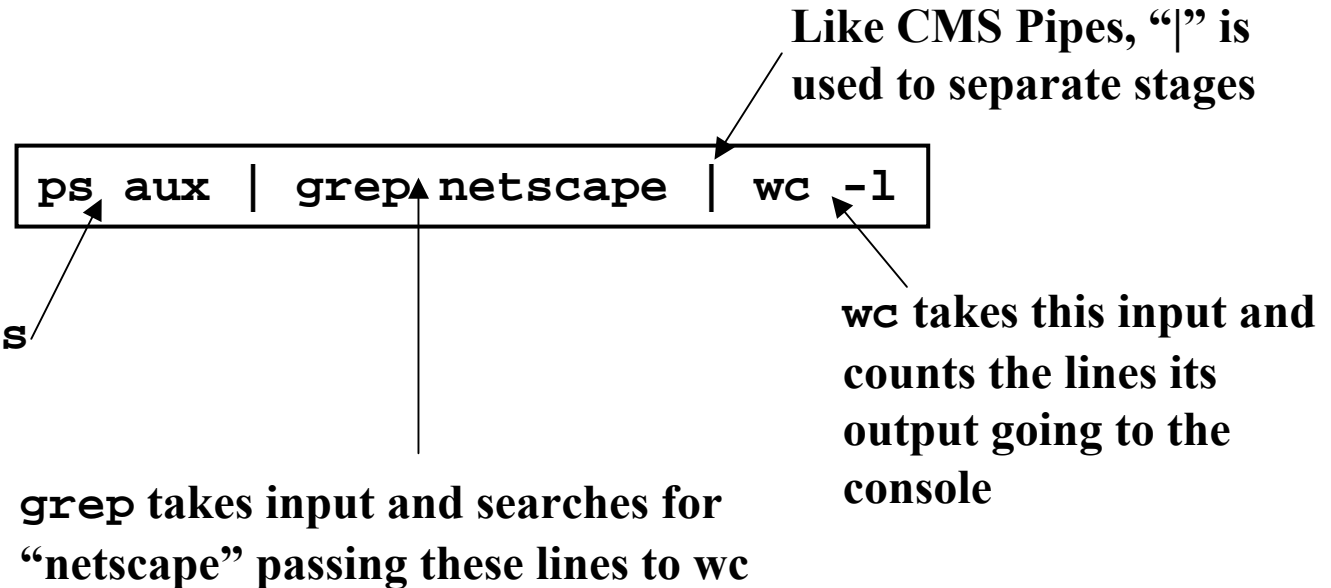 Like CMS Pipes, “|” is
used to separate stages
ps aux | grep netscape | wc -l
s
wc takes this input and
counts the lines its
output going to the
console
grep takes input and searches for
“netscape” passing these lines to wc